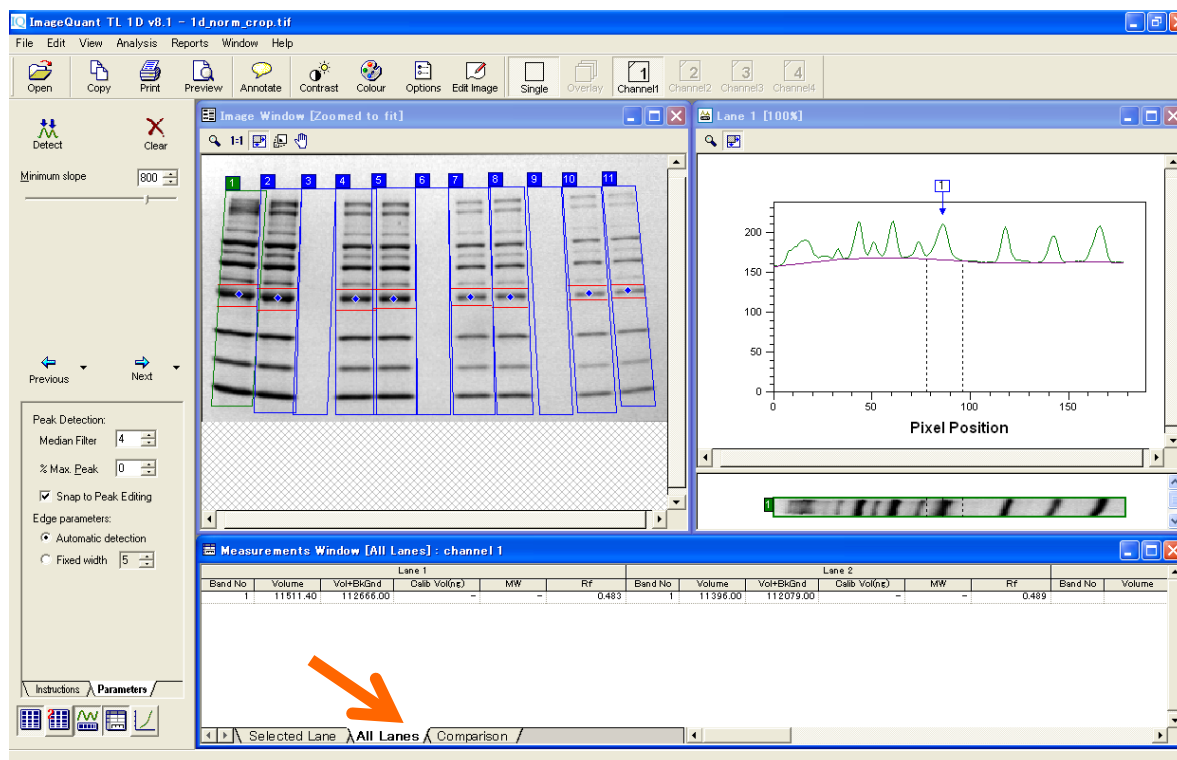 ImageQuant TL 1D v8.1 - 1d_norm_crop.tif
File Edit View Analysis Reports Window Help
Open Copy Print Preview Annotate Contrast Colour Options Edit Image Single Overlay Channel1 Channel2 Channel3 Channel4
Detect Clear
Minimum slope 800
Previous Next
Peak Detection:
Median Filter 4
% Max. Peak 0
Snap to Peak Editing
Edge parameters:
Automatic detection
Fixed width 5
Instructions Parameters
Image Window [Zoomed to fit]
1:1
1 2 3 4 5 6 7 8 9 10 11
Lane 1 [100%]
1
200
150
100
50
0
0 50 100 150
Pixel Position
1
Measurements Window [All Lanes] : channel 1
Lane 1 Lane 2
Band No Volume Vol+BkGnd Calib Vol(ng) MW Rf Band No Volume Vol+BkGnd Calib Vol(ng) MW Rf Band No Volume
1 11511.40 112666.00 - - 0.483 1 11396.00 112079.00 - - 0.489
Selected Lane All Lanes Comparison